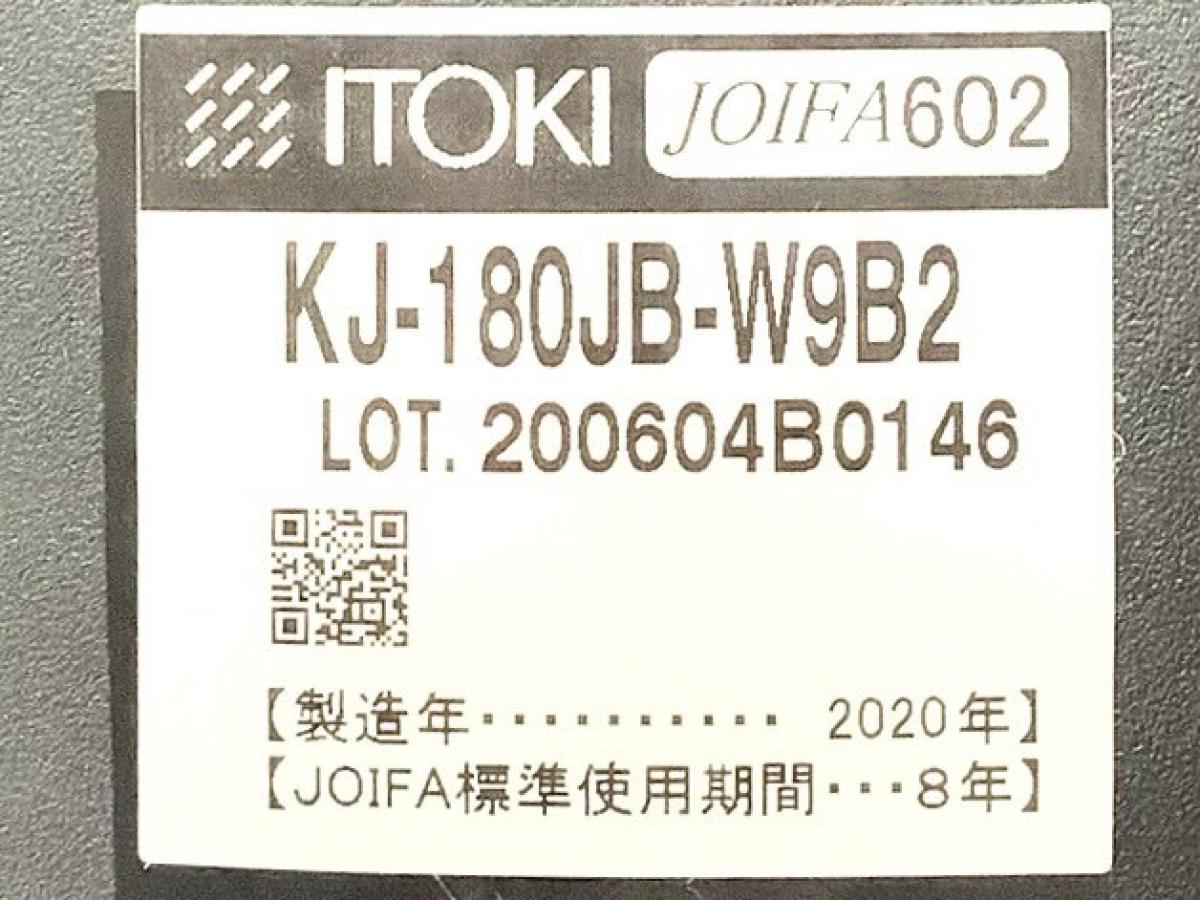 ITOKI JOIFA602
KJ-180JB-W9B2
LOT. 200604B0146
【製造年・・・・・・・・・・ 2020年】
【JOIFA標準使用期間・・・8年】